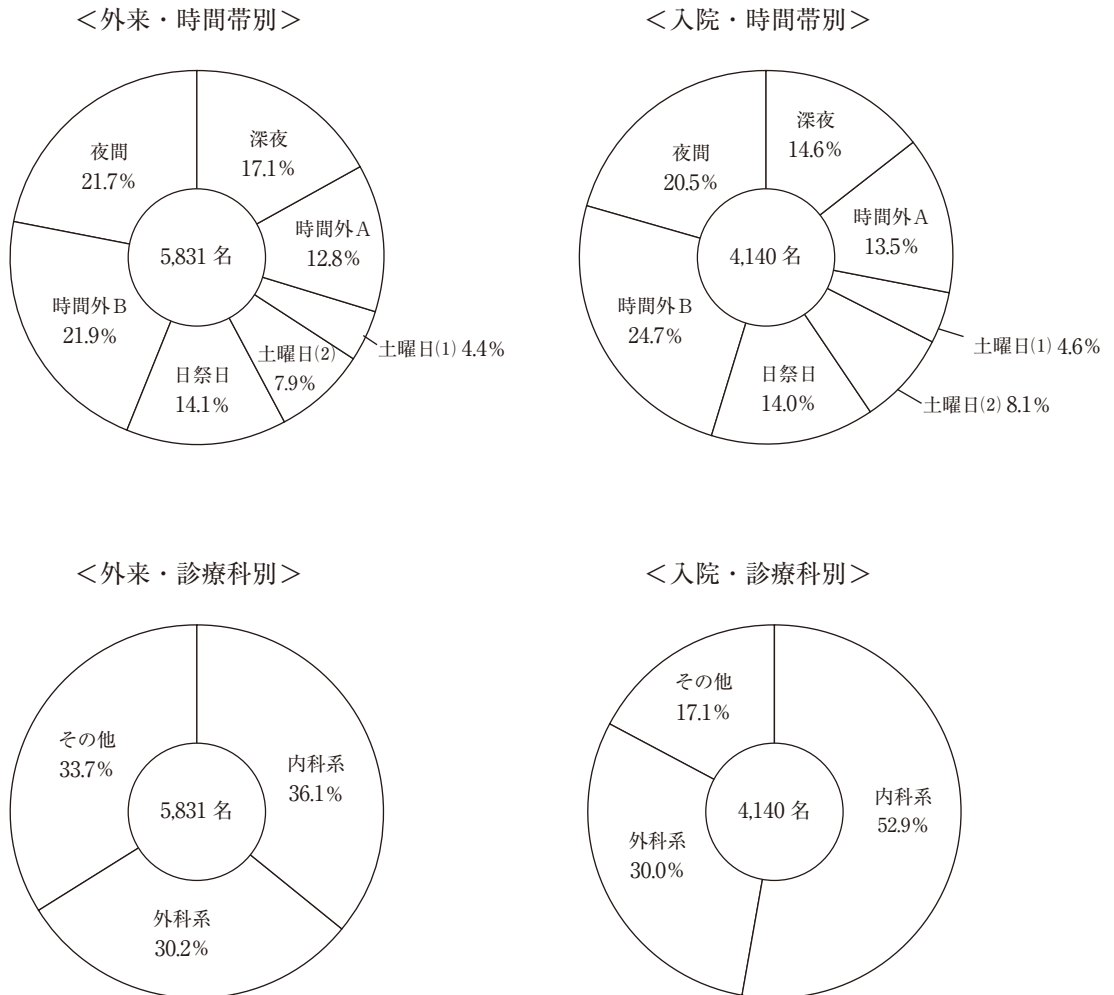 ＜外来・時間帯別＞
深夜
17.1%
時間外A
12.8%
土曜日(1) 4.4%
土曜日(2)
7.9%
日祭日
14.1%
時間外B
21.9%
夜間
21.7%
5,831 名
＜入院・時間帯別＞
深夜
14.6%
時間外A
13.5%
土曜日(1) 4.6%
土曜日(2) 8.1%
日祭日
14.0%
時間外B
24.7%
夜間
20.5%
4,140 名
＜外来・診療科別＞
内科系
36.1%
外科系
30.2%
その他
33.7%
5,831 名
＜入院・診療科別＞
内科系
52.9%
外科系
30.0%
その他
17.1%
4,140 名